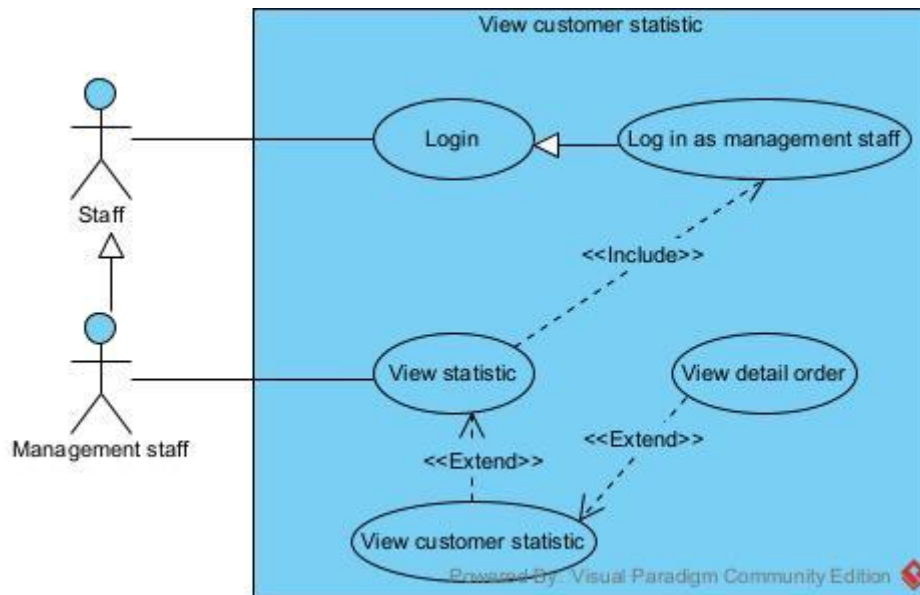 View customer statistic
Login
Log in as management staff
Staff
<<Include>>
View statistic
View detail order
Management staff
<<Extend>>
<<Extend>>
View customer statistic
Powered By: Visual Paradigm Community Edition